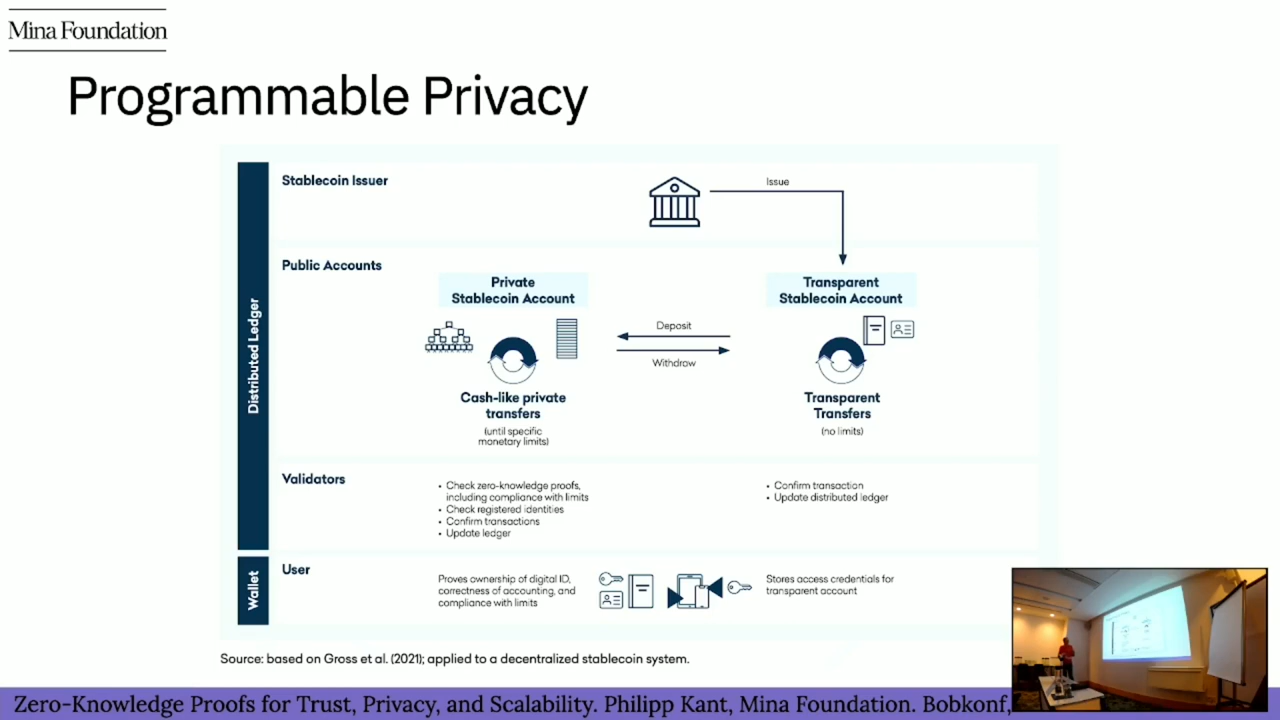 Mina Foundation
Programmable Privacy
Distributed Ledger
Stablecoin Issuer
Issue
Public Accounts
Private
Stablecoin Account
Transparent
Stablecoin Account
Deposit
Withdraw
Cash-like private
transfers
(until specific
monetary limits)
Transparent
Transfers
(no limits)
Validators
• Check zero-knowledge proofs,
including compliance with limits
• Check registered identities
• Confirm transactions
• Update ledger
• Confirm transaction
• Update distributed ledger
Wallet
User
Proves ownership of digital ID,
correctness of accounting, and
compliance with limits
Stores access credentials for
transparent account
Source: based on Gross et al. (2021); applied to a decentralized stablecoin system.
Zero-Knowledge Proofs for Trust, Privacy, and Scalability. Philipp Kant, Mina Foundation. Bobkonf,